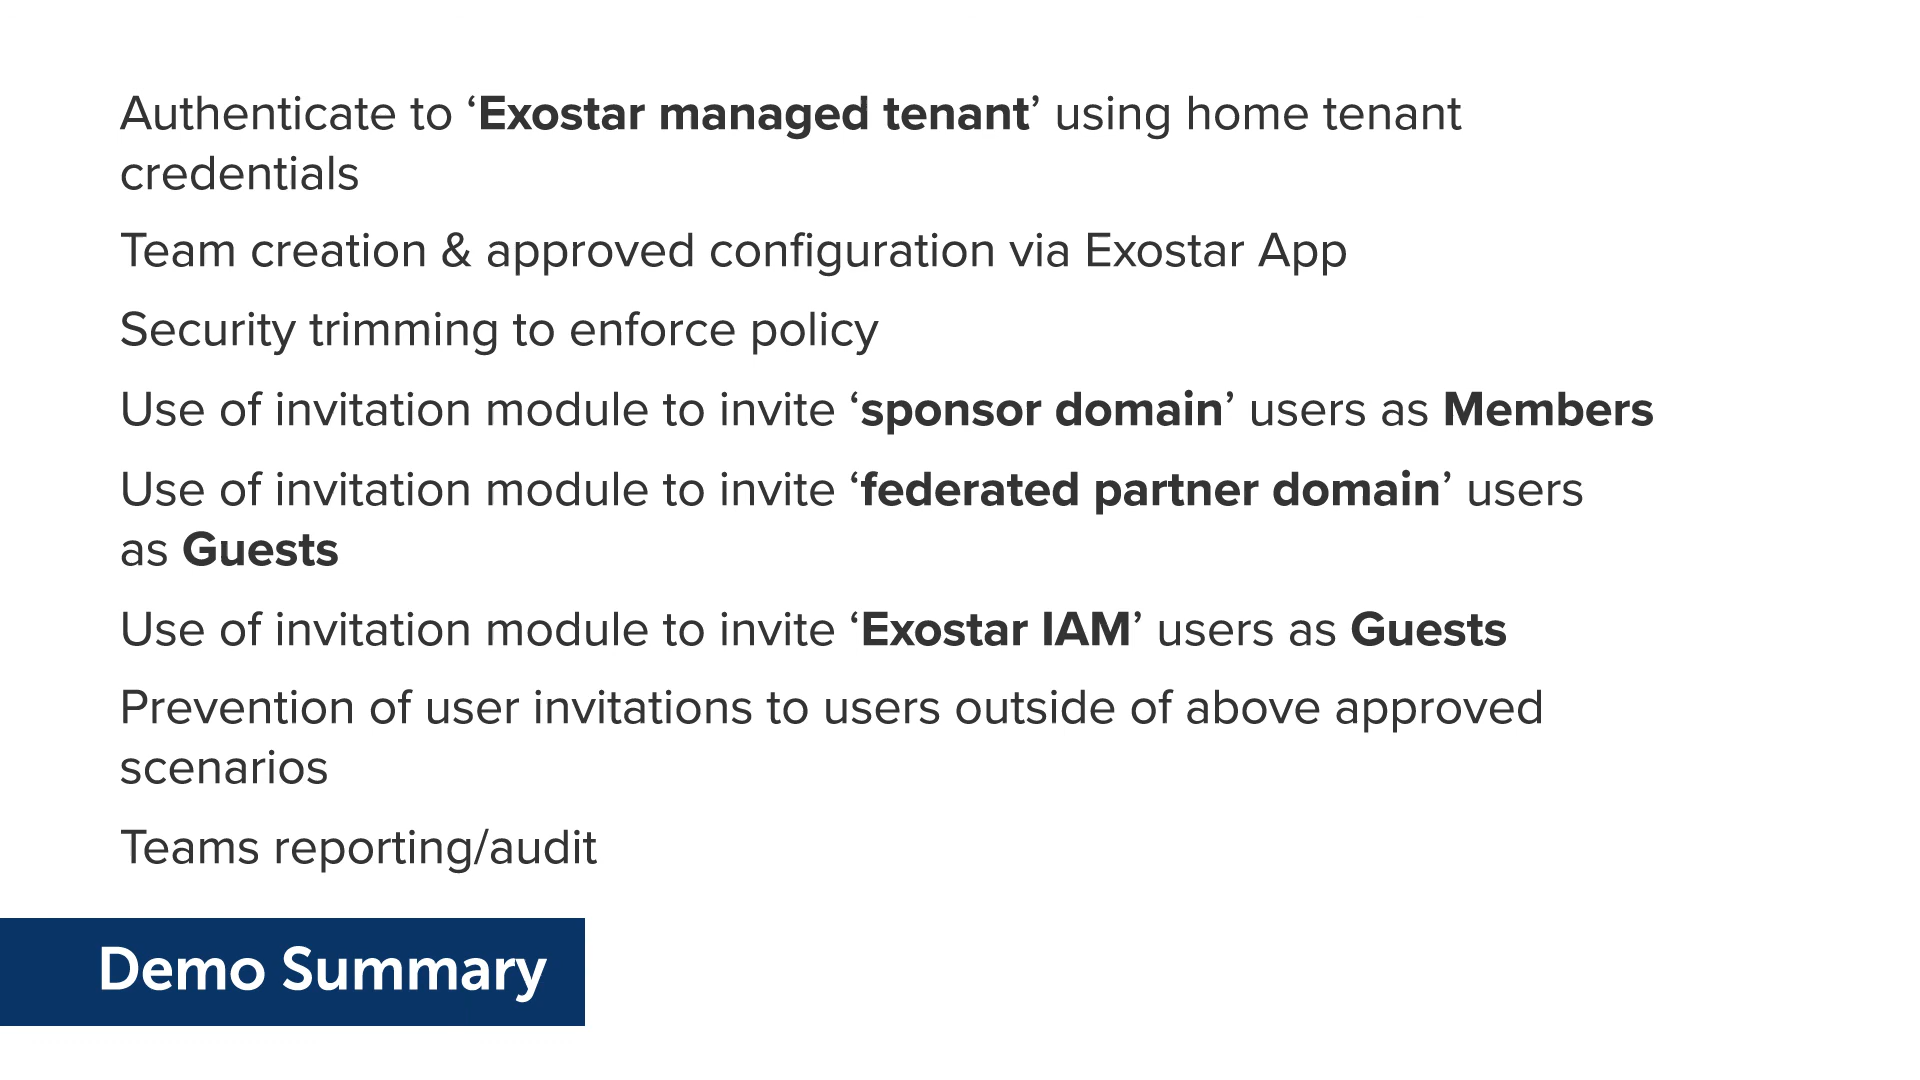 Authenticate to ‘Exostar managed tenant’ using home tenant
credentials
Team creation & approved configuration via Exostar App
Security trimming to enforce policy
Use of invitation module to invite ‘sponsor domain’ users as Members
Use of invitation module to invite ‘federated partner domain’ users
as Guests
Use of invitation module to invite ‘Exostar IAM’ users as Guests
Prevention of user invitations to users outside of above approved
scenarios
Teams reporting/audit
Demo Summary